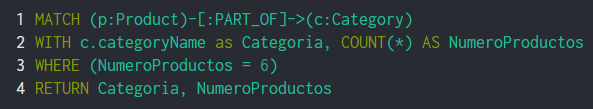 1 MATCH (p:Product)-[:PART_OF]->(c:Category)
2 WITH c.categoryName as Categoria, COUNT(*) AS NumeroProductos
3 WHERE (NumeroProductos = 6)
4 RETURN Categoria, NumeroProductos